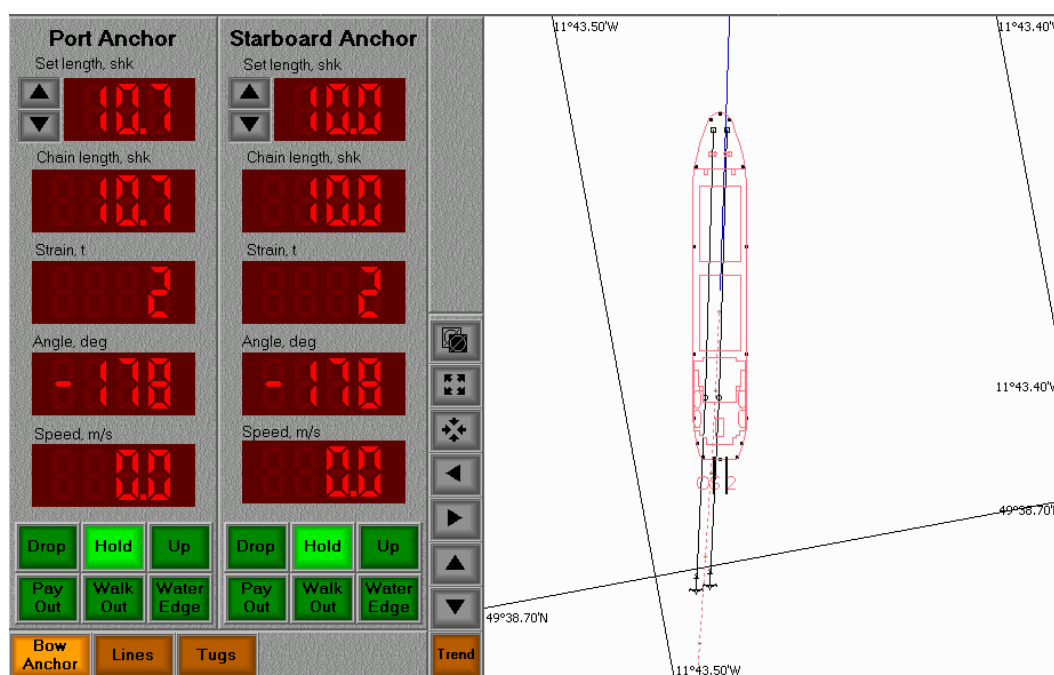 Port Anchor
Set length, shk
10.7
Chain length, shk
10.7
Strain, t
2
Angle, deg
-178
Speed, m/s
0.0
Drop Hold Up
Pay Out Walk Out Water Edge
Starboard Anchor
Set length, shk
10.0
Chain length, shk
10.0
Strain, t
2
Angle, deg
-178
Speed, m/s
0.0
Drop Hold Up
Pay Out Walk Out Water Edge
Bow Anchor Lines Tugs
Trend
11°43.50'W
11°43.40'W
11°43.40'W
49°38.70'N
49°38.70'N
11°43.50'W